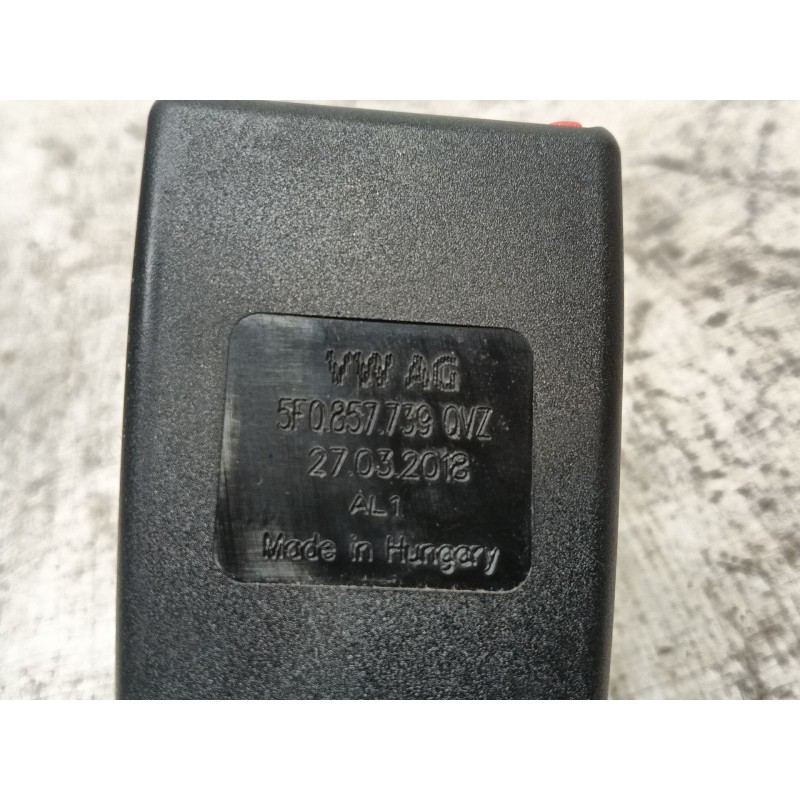 VW AG
5F0.857.739 QVZ
27.03.2018
AL1
Made in Hungary